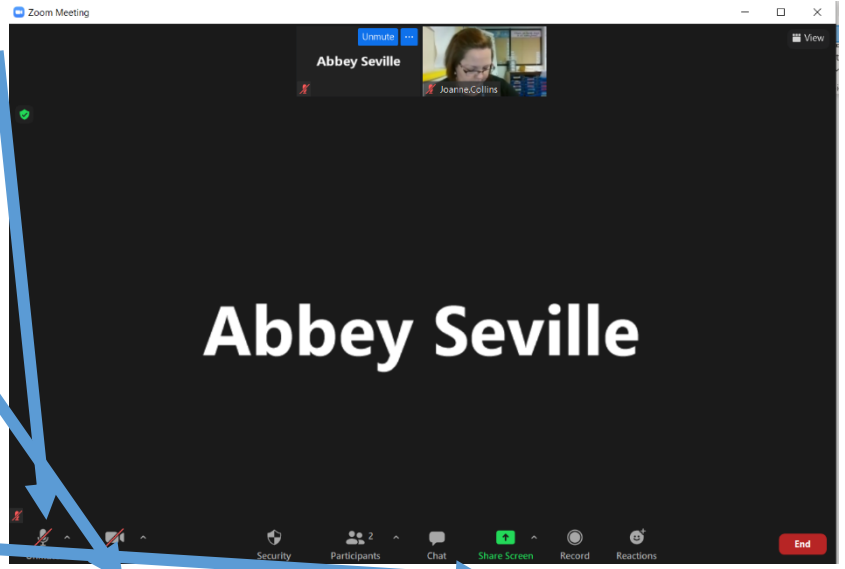 Zoom Meeting
Unmute
View
Abbey Seville
Joanne.Collins
Abbey Seville
2
Security Participants Chat Share Screen Record Reactions
End